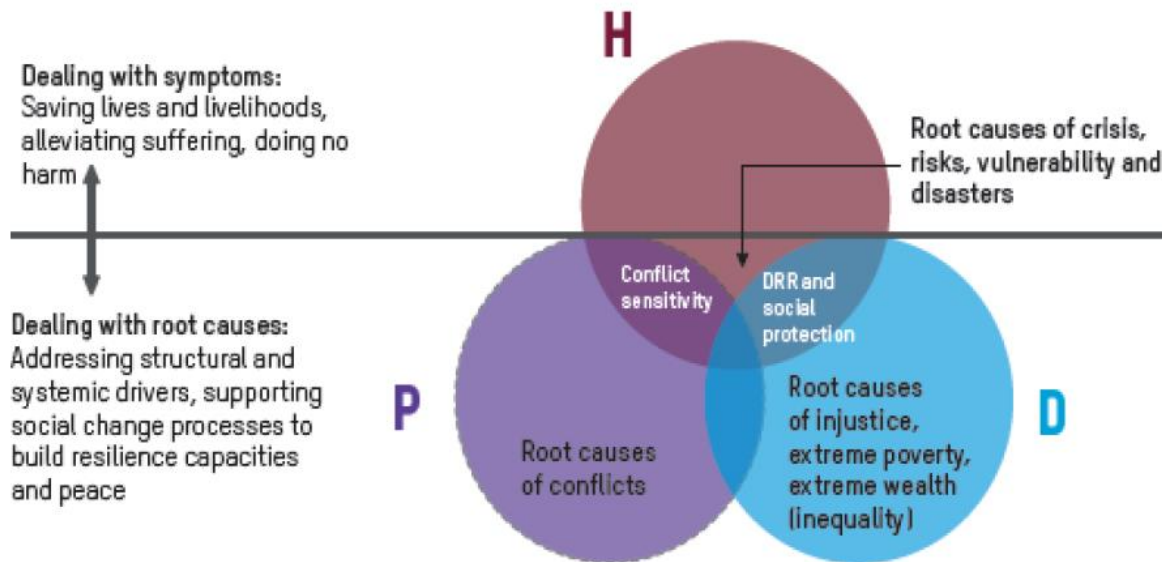 H
Dealing with symptoms:
Saving lives and livelihoods,
alleviating suffering, doing no
harm
Root causes of crisis,
risks, vulnerability and
disasters
Conflict
sensitivity
DRR and
social
protection
Dealing with root causes:
Addressing structural and
systemic drivers, supporting
social change processes to
build resilience capacities
and peace
P
Root causes
of conflicts
Root causes
of injustice,
extreme poverty,
extreme wealth
(inequality)
D